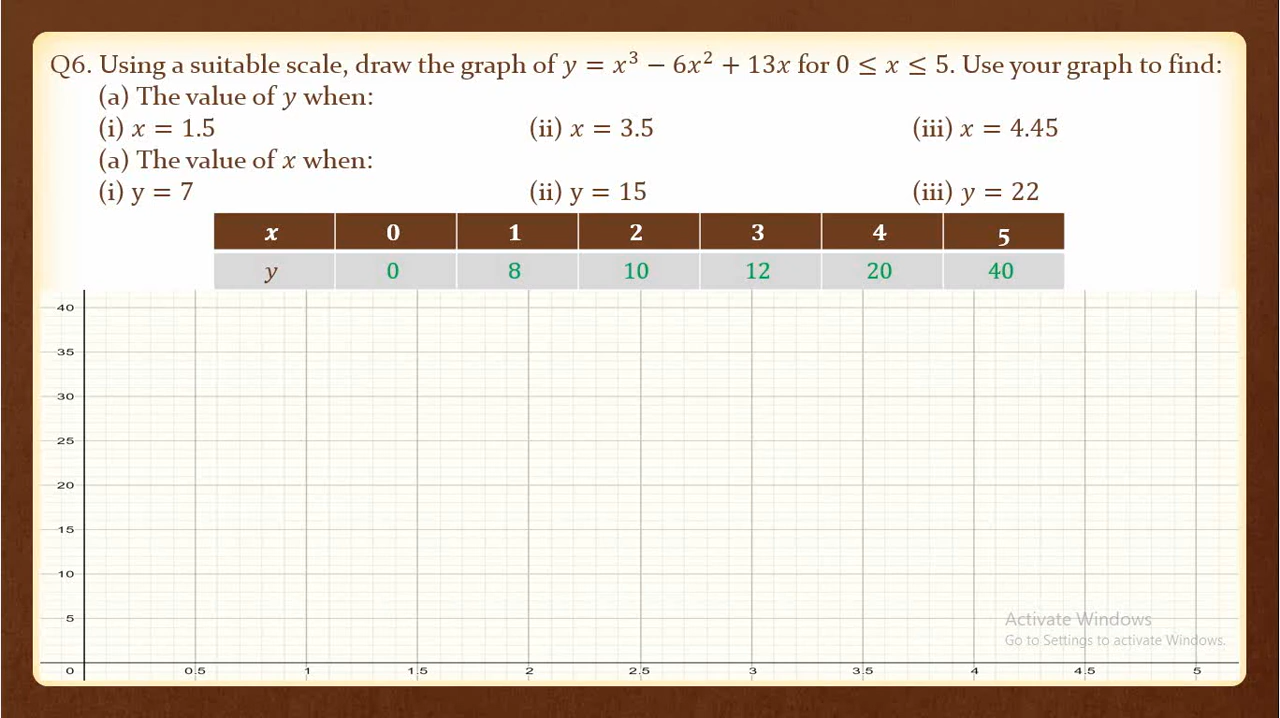 Q6. Using a suitable scale, draw the graph of y = x³ − 6x² + 13x for 0 ≤ x ≤ 5. Use your graph to find:
(a) The value of y when:
(i) x = 1.5 (ii) x = 3.5 (iii) x = 4.45
(a) The value of x when:
(i) y = 7 (ii) y = 15 (iii) y = 22
x 0 1 2 3 4 5
y 0 8 10 12 20 40
40
35
30
25
20
15
10
5
Activate Windows
Go to Settings to activate Windows.
0 0.5 1 1.5 2 2.5 3 3.5 4 4.5 5